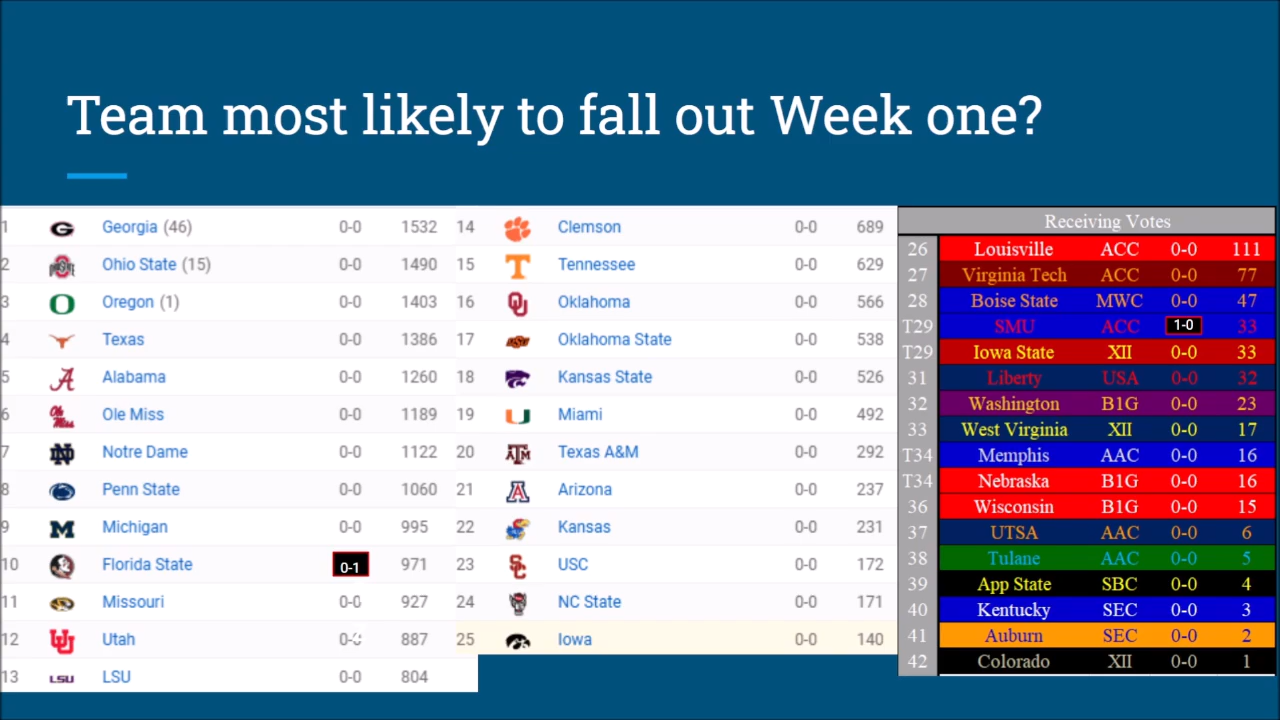 Team most likely to fall out Week one?
1 Georgia (46) 0-0 1532
2 Ohio State (15) 0-0 1490
3 Oregon (1) 0-0 1403
4 Texas 0-0 1386
5 Alabama 0-0 1260
6 Ole Miss 0-0 1189
7 Notre Dame 0-0 1122
8 Penn State 0-0 1060
9 Michigan 0-0 995
10 Florida State 0-1 971
11 Missouri 0-0 927
12 Utah 0-0 887
13 LSU 0-0 804
14 Clemson 0-0 689
15 Tennessee 0-0 629
16 Oklahoma 0-0 566
17 Oklahoma State 0-0 538
18 Kansas State 0-0 526
19 Miami 0-0 492
20 Texas A&M 0-0 292
21 Arizona 0-0 237
22 Kansas 0-0 231
23 USC 0-0 172
24 NC State 0-0 171
25 Iowa 0-0 140
Receiving Votes
26 Louisville ACC 0-0 111
27 Virginia Tech ACC 0-0 77
28 Boise State MWC 0-0 47
T29 SMU ACC 1-0 33
T29 Iowa State XII 0-0 33
31 Liberty USA 0-0 32
32 Washington B1G 0-0 23
33 West Virginia XII 0-0 17
T34 Memphis AAC 0-0 16
T34 Nebraska B1G 0-0 16
36 Wisconsin B1G 0-0 15
37 UTSA AAC 0-0 6
38 Tulane AAC 0-0 5
39 App State SBC 0-0 4
40 Kentucky SEC 0-0 3
41 Auburn SEC 0-0 2
42 Colorado XII 0-0 1